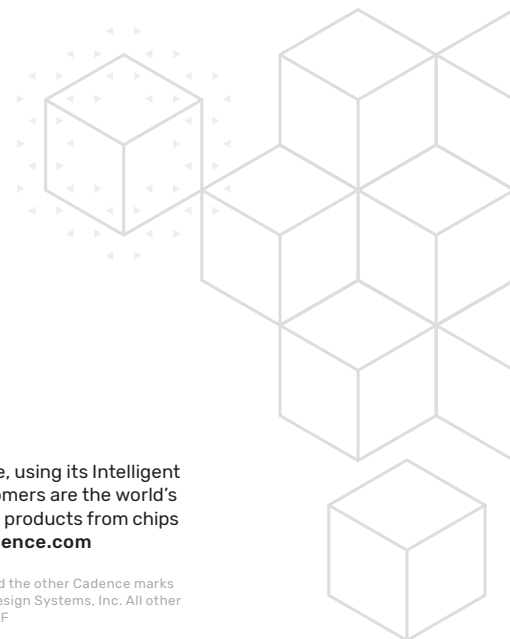 e, using its Intelligent
omers are the world's
products from chips
ence.com
d the other Cadence marks
esign Systems, Inc. All other
F